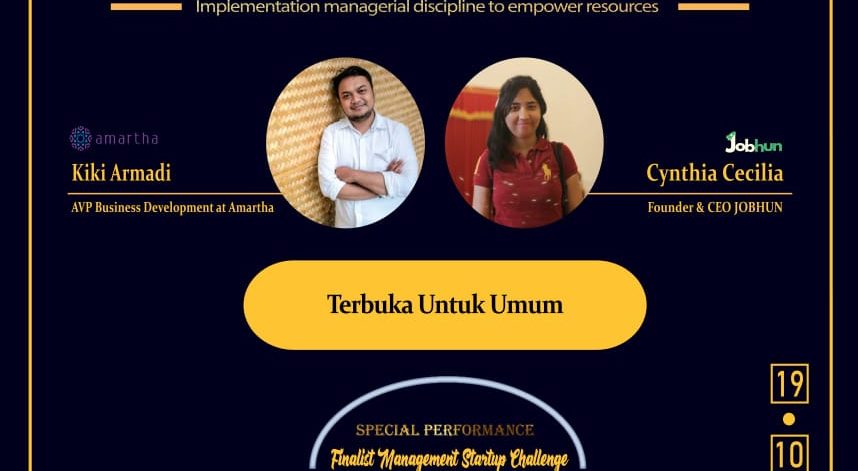 Implementation managerial discipline to empower resources
amartha
Kiki Armadi
AVP Business Development at Amartha
Jobhun
Cynthia Cecilia
Founder & CEO JOBHUN
Terbuka Untuk Umum
SPECIAL PERFORMANCE
Finalist Management Startup Challenge
19
10